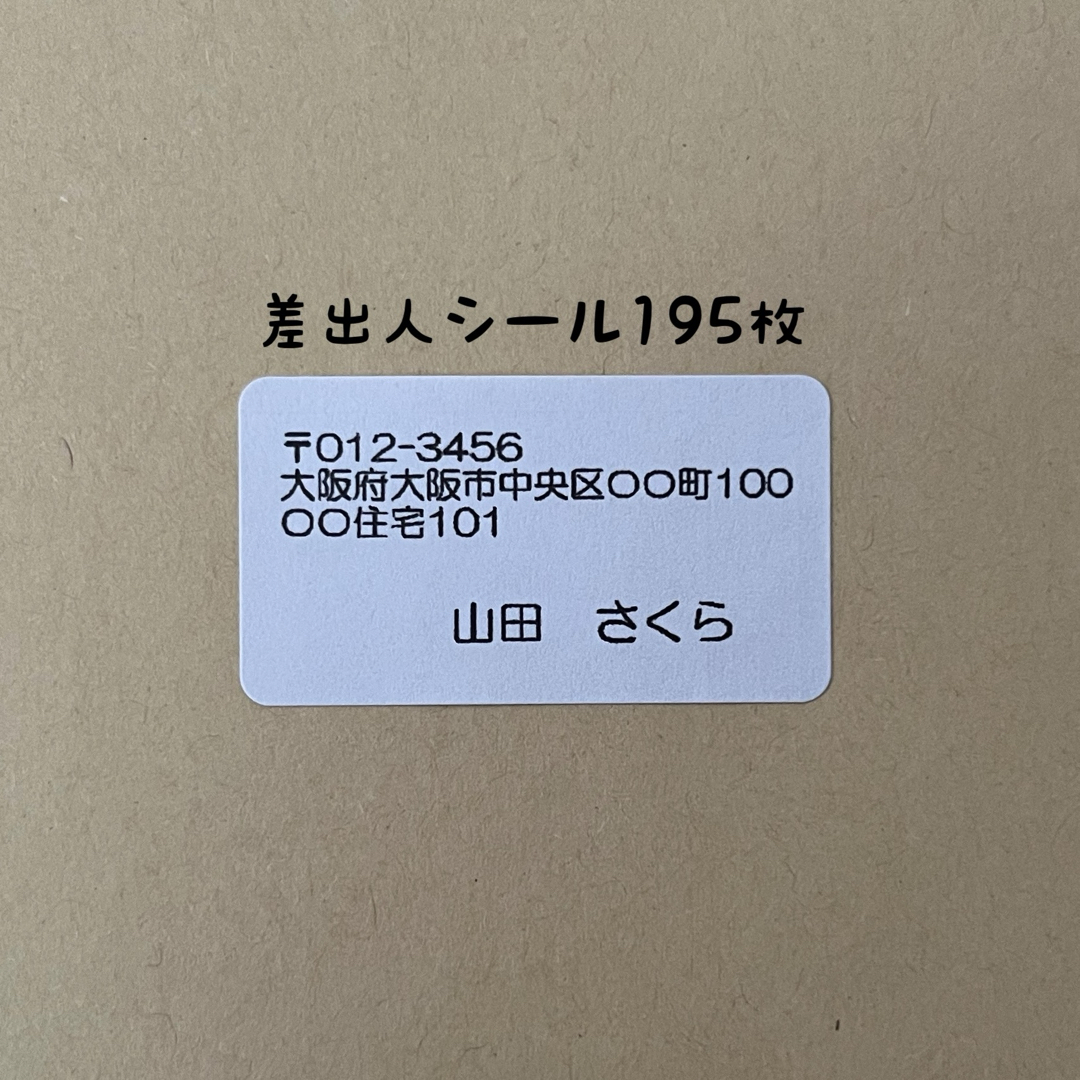 差出人シール195枚
〒012-3456
大阪府大阪市中央区〇〇町100
〇〇住宅101
山田　さくら